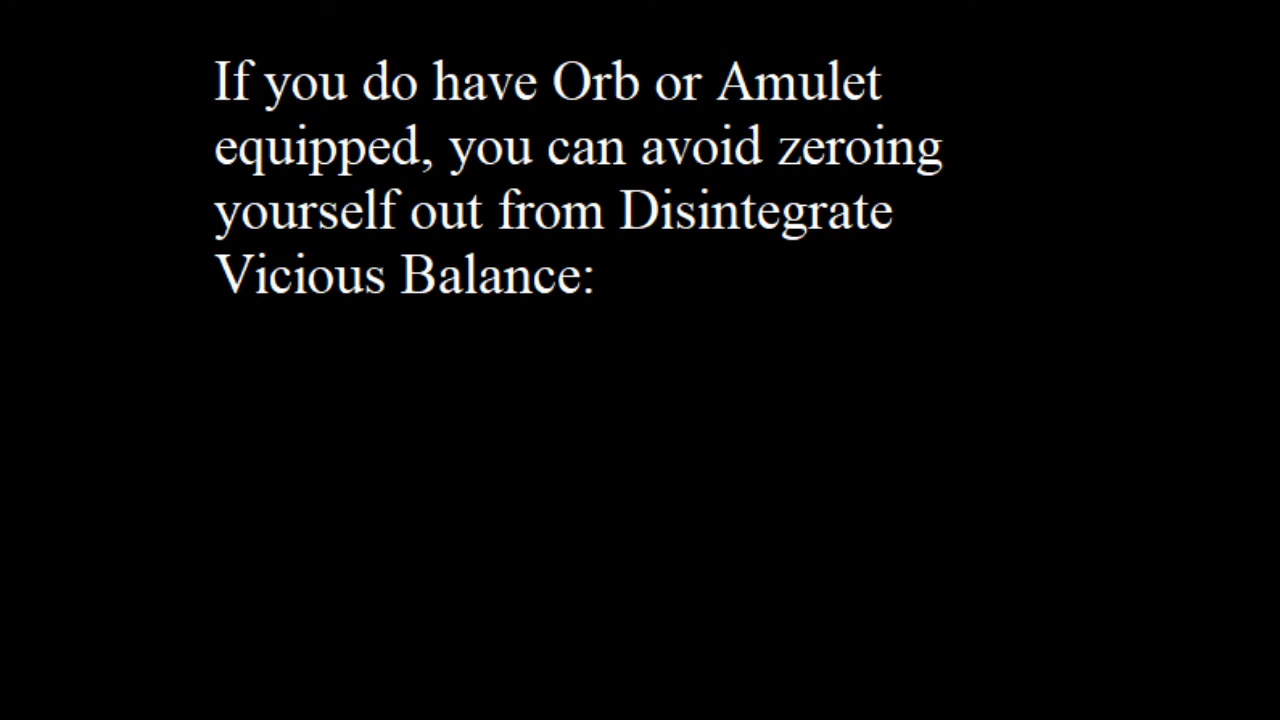 If you do have Orb or Amulet
equipped, you can avoid zeroing
yourself out from Disintegrate
Vicious Balance: